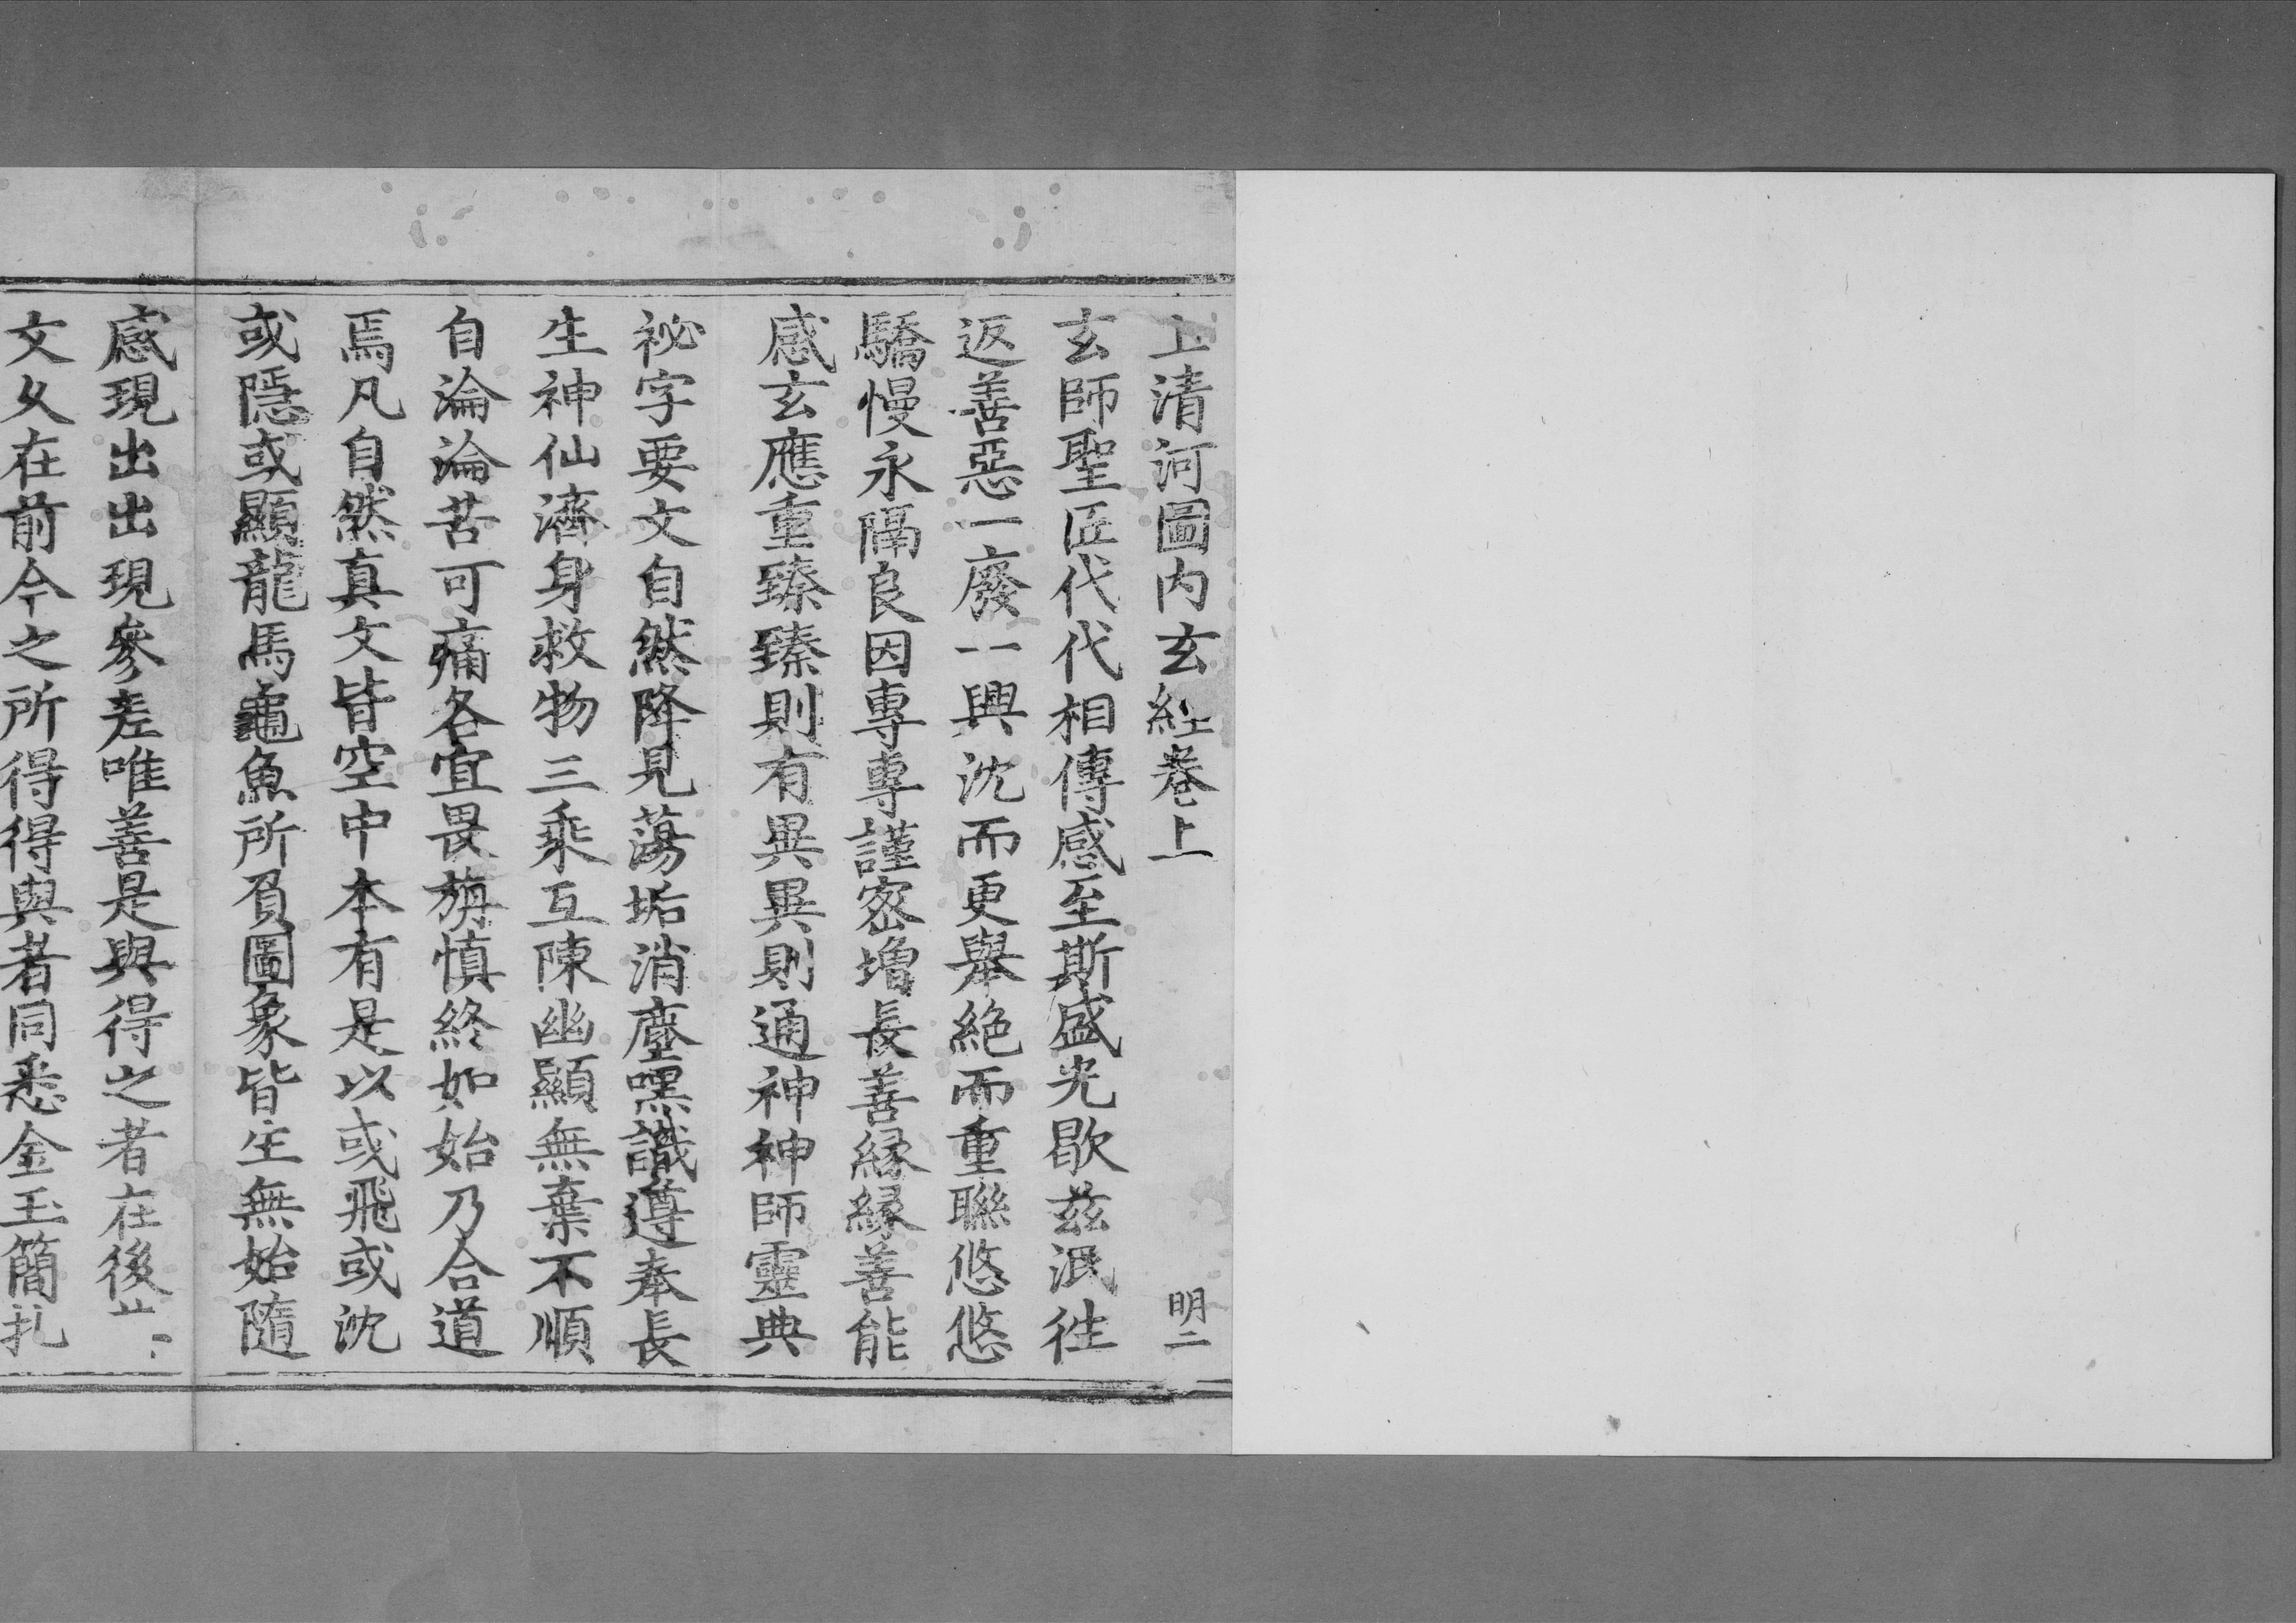 上清河圖内玄經卷上 明二
玄師聖匠代代相傳感至斯盛光歇茲泯往
返善惡一廢一興沈而更舉絶而重聯悠悠
驕慢永隔良因專專謹密増長善縁縁善能
感玄應重臻臻則有異異則通神神師靈典
祕字要文自然降見蕩垢消塵嘿識遵奉長
生神仙濟身救物三乘互陳幽顯無棄不順
自淪淪苦可痛各宜畏旃慎終如始乃合道
焉凡自然真文皆空中本有是以或飛或沈
或隱或顯龍馬龜魚所負圖象皆生無始隨
感現出出現參差唯善是與得之者在後
文久在前今之所得得與者同悉金玉簡札